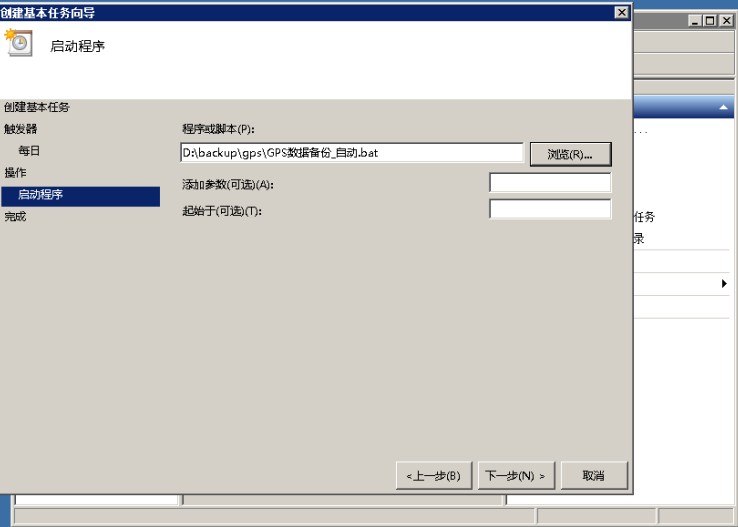 创建基本任务向导
启动程序
创建基本任务
触发器
每日
操作
启动程序
完成
程序或脚本(P):
D:\backup\gps\GPS数据备份_自动.bat
浏览(R)...
添加参数(可选)(A):
起始于(可选)(T):
...
任务
录
<上一步(B)
下一步(N) >
取消